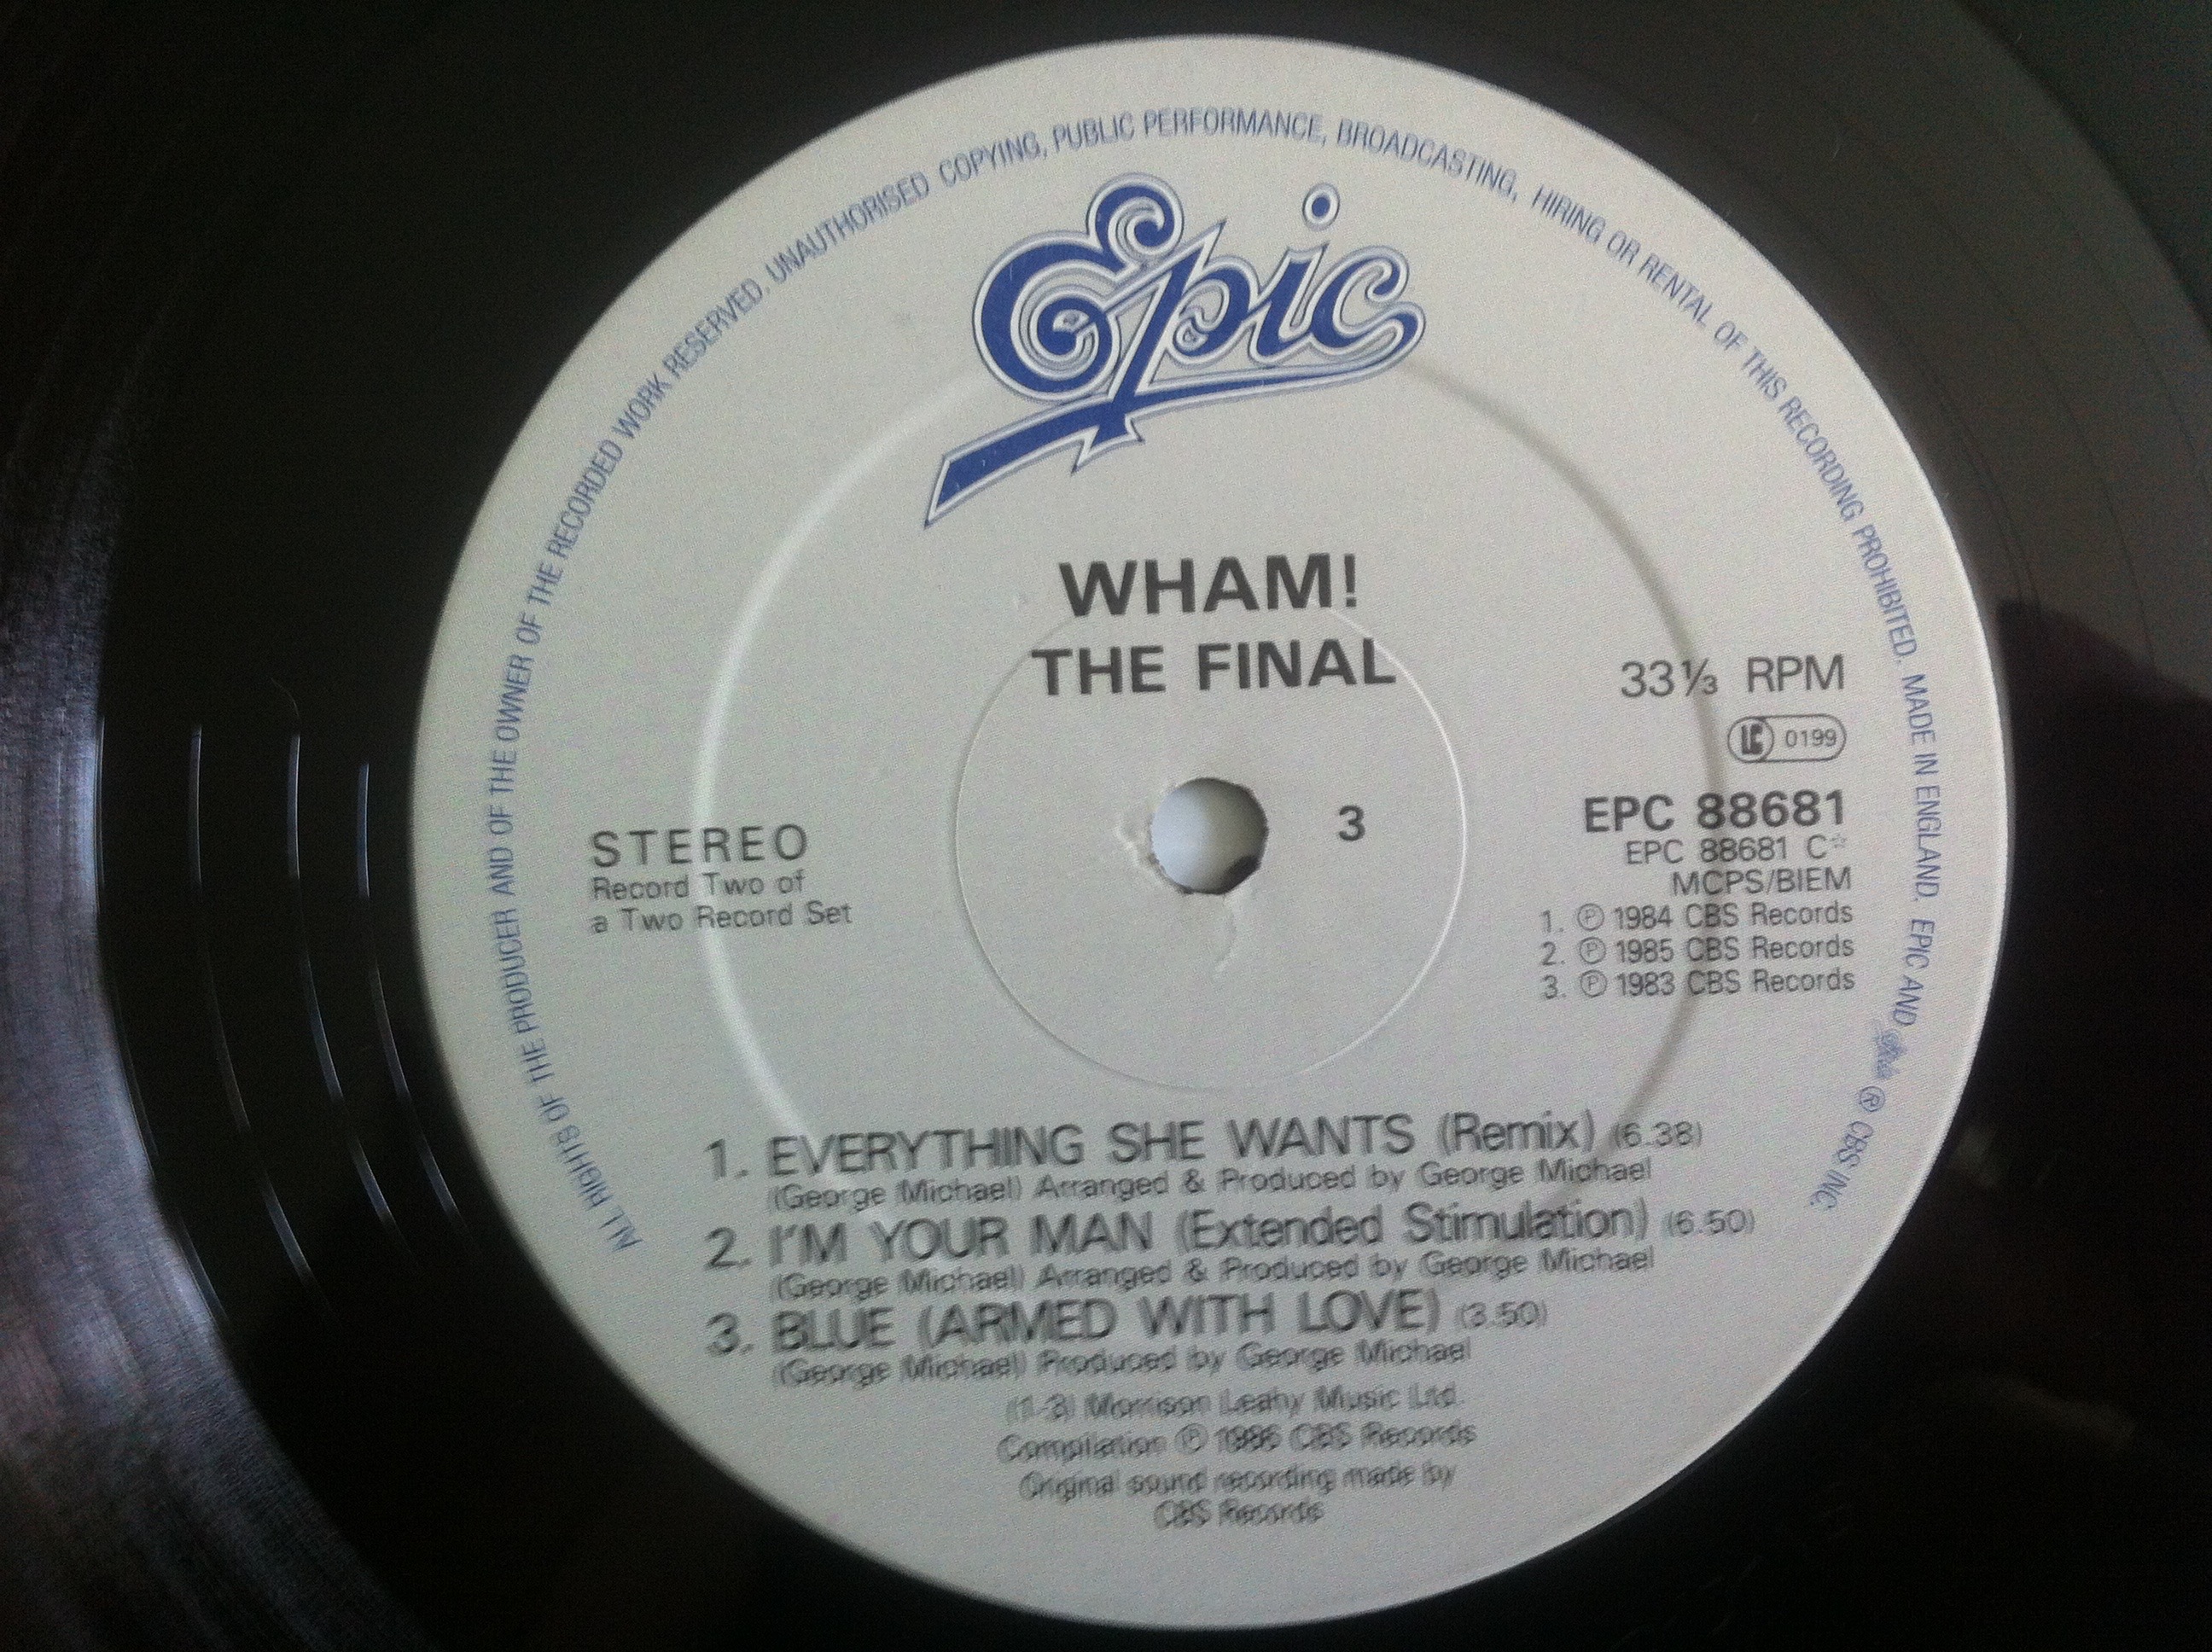 ALL RIGHTS OF THE PRODUCER AND OF THE OWNER OF THE RECORDED WORK RESERVED. UNAUTHORISED COPYING, PUBLIC PERFORMANCE, BROADCASTING, HIRING OR RENTAL OF THIS RECORDING PROHIBITED. MADE IN ENGLAND. EPIC AND Epic ® CBS INC.
Epic
WHAM!
THE FINAL
33⅓ RPM
LC 0199
3
EPC 88681
EPC 88681 C☆
MCPS/BIEM
1. ℗ 1984 CBS Records
2. ℗ 1985 CBS Records
3. ℗ 1983 CBS Records
STEREO
Record Two of
a Two Record Set
1. EVERYTHING SHE WANTS (Remix) (6.38)
(George Michael) Arranged & Produced by George Michael
2. I'M YOUR MAN (Extended Stimulation) (6.50)
(George Michael) Arranged & Produced by George Michael
3. BLUE (ARMED WITH LOVE) (3.50)
(George Michael) Produced by George Michael
(1-3) Morrison Leahy Music Ltd.
Compilation ℗ 1986 CBS Records
Original sound recording made by
CBS Records